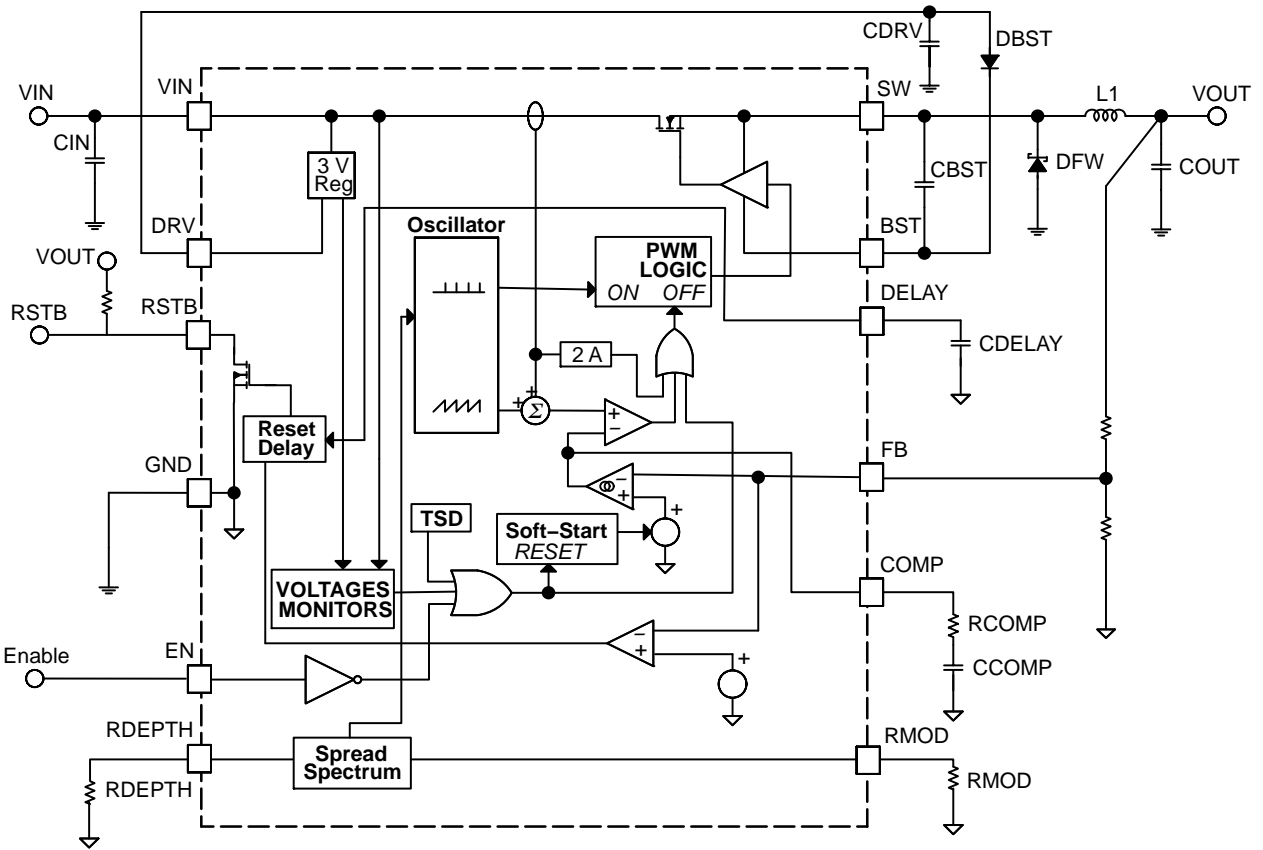 CDRV
DBST
VIN
VIN
SW
L1
VOUT
CIN
3 V
Reg
CBST
DFW
COUT
DRV
Oscillator
BST
VOUT
PWM
LOGIC
ON OFF
RSTB
RSTB
DELAY
CDELAY
2 A
+
+
Σ
+
−
Reset
Delay
GND
FB
−
+
+
TSD
Soft−Start
RESET
VOLTAGES
MONITORS
COMP
RCOMP
CCOMP
Enable
EN
−
+
+
RDEPTH
RMOD
Spread
Spectrum
RDEPTH
RMOD